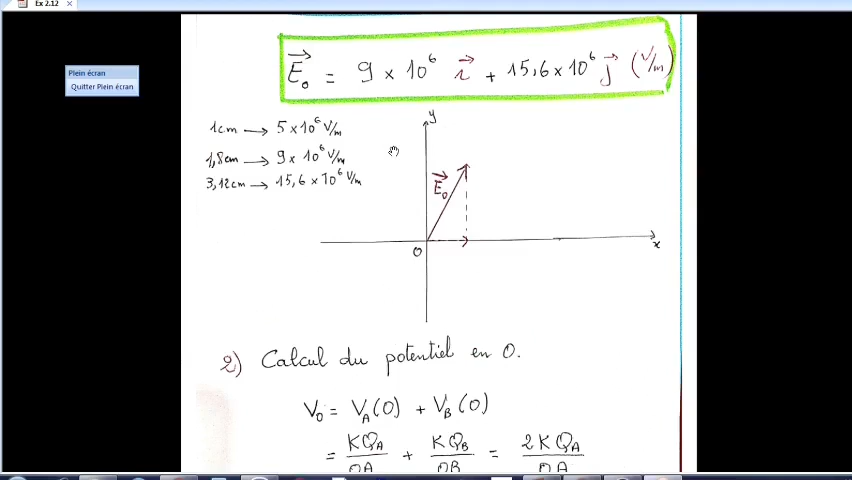 Ex 2.12
Plein écran
Quitter Plein écran
E₀ = 9 × 10⁶ i + 15,6 × 10⁶ j (V/m)
1cm → 5 × 10⁶ V/m
1,8cm → 9 × 10⁶ V/m
3,12cm → 15,6 × 10⁶ V/m
y
E₀
O
x
2) Calcul du potentiel en O.
V₀ = V_A(O) + V_B(O)
= KQ_A/OA + KQ_B/OB = 2KQ_A/OA